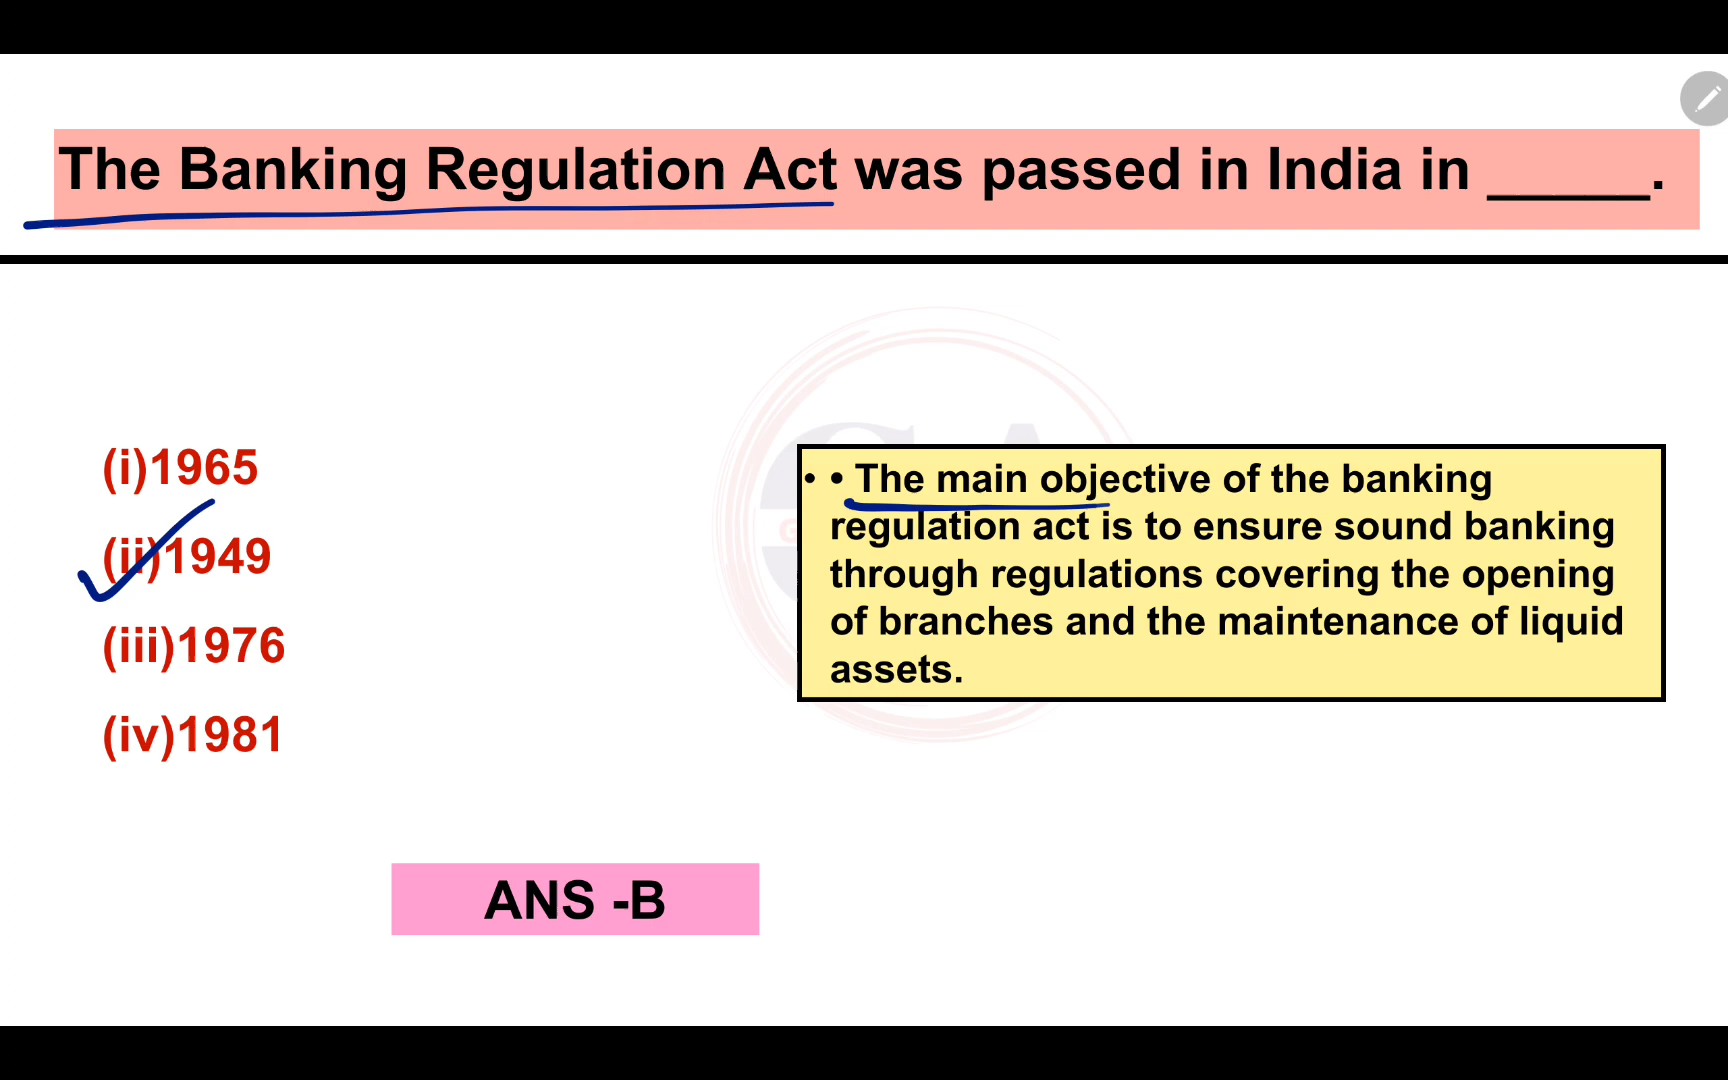 The Banking Regulation Act was passed in India in _____.
(i)1965
(ii)1949
(iii)1976
(iv)1981
• • The main objective of the banking
regulation act is to ensure sound banking
through regulations covering the opening
of branches and the maintenance of liquid
assets.
ANS -B